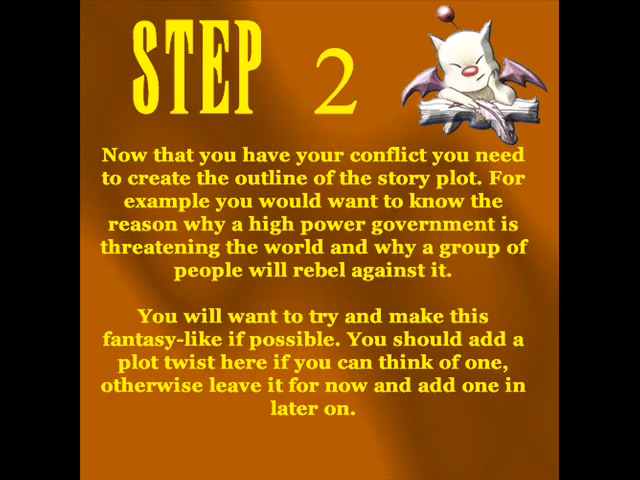 STEP 2
Now that you have your conflict you need
to create the outline of the story plot. For
example you would want to know the
reason why a high power government is
threatening the world and why a group of
people will rebel against it.
You will want to try and make this
fantasy-like if possible. You should add a
plot twist here if you can think of one,
otherwise leave it for now and add one in
later on.